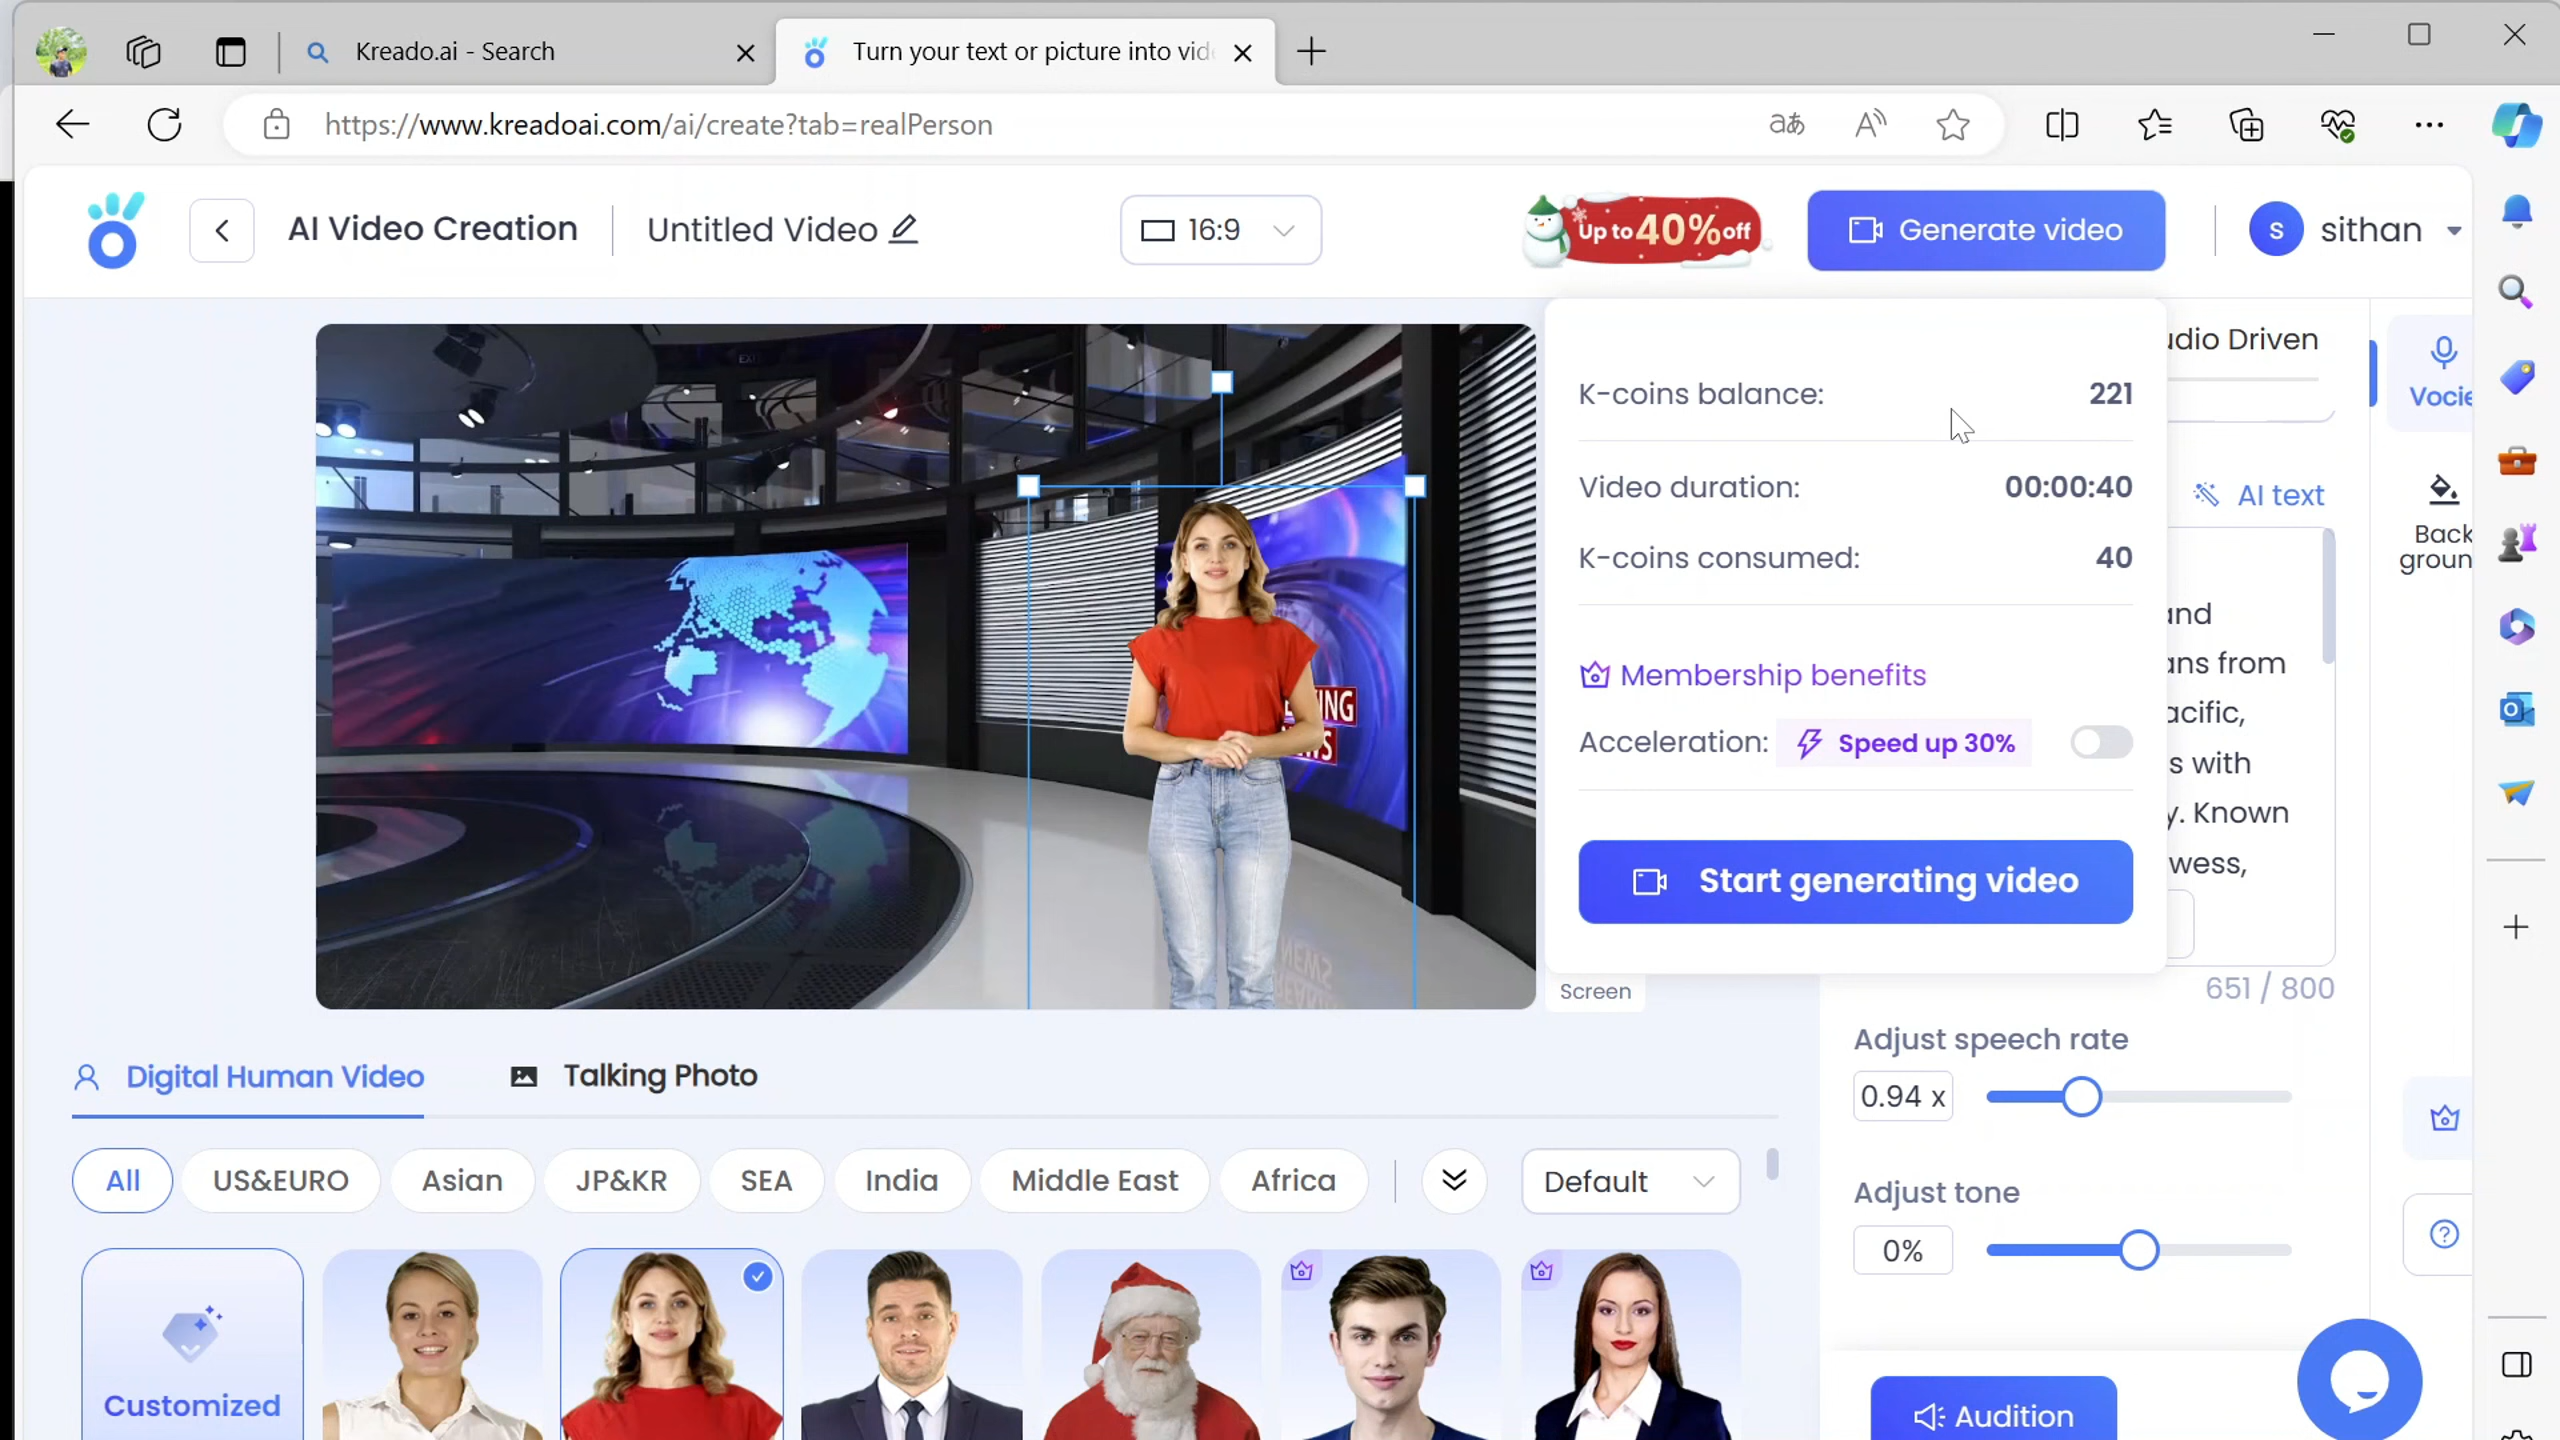 Kreado.ai - Search
Turn your text or picture into vid
https://www.kreadoai.com/ai/create?tab=realPerson
AI Video Creation
Untitled Video
16:9
Up to 40% off
Generate video
s
sithan
K-coins balance:
221
Video duration:
00:00:40
K-coins consumed:
40
Membership benefits
Acceleration:
Speed up 30%
Start generating video
udio Driven
AI text
and
ans from
acific,
s with
y. Known
wess,
651 / 800
Vocie
Back
groun
EXIT
Screen
Digital Human Video
Talking Photo
All
US&EURO
Asian
JP&KR
SEA
India
Middle East
Africa
Default
Customized
Adjust speech rate
0.94 x
Adjust tone
0%
Audition